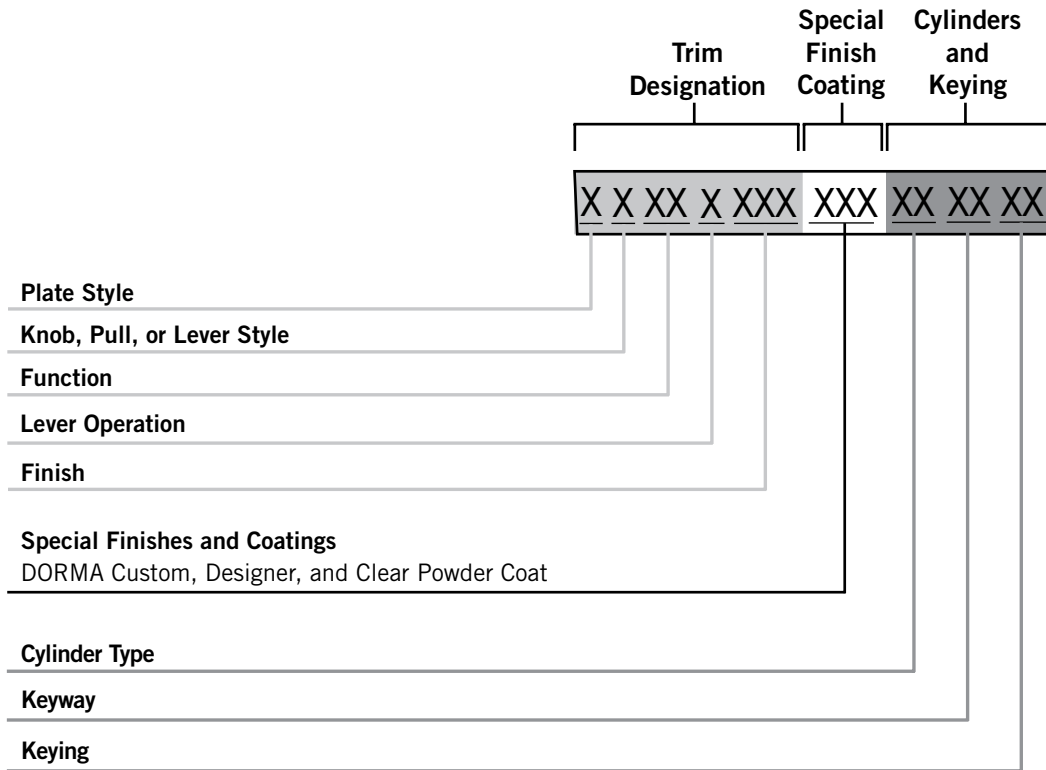 Trim
Designation
Special
Finish
Coating
Cylinders
and
Keying
X X XX X XXX XXX XX XX XX
Plate Style
Knob, Pull, or Lever Style
Function
Lever Operation
Finish
Special Finishes and Coatings
DORMA Custom, Designer, and Clear Powder Coat
Cylinder Type
Keyway
Keying